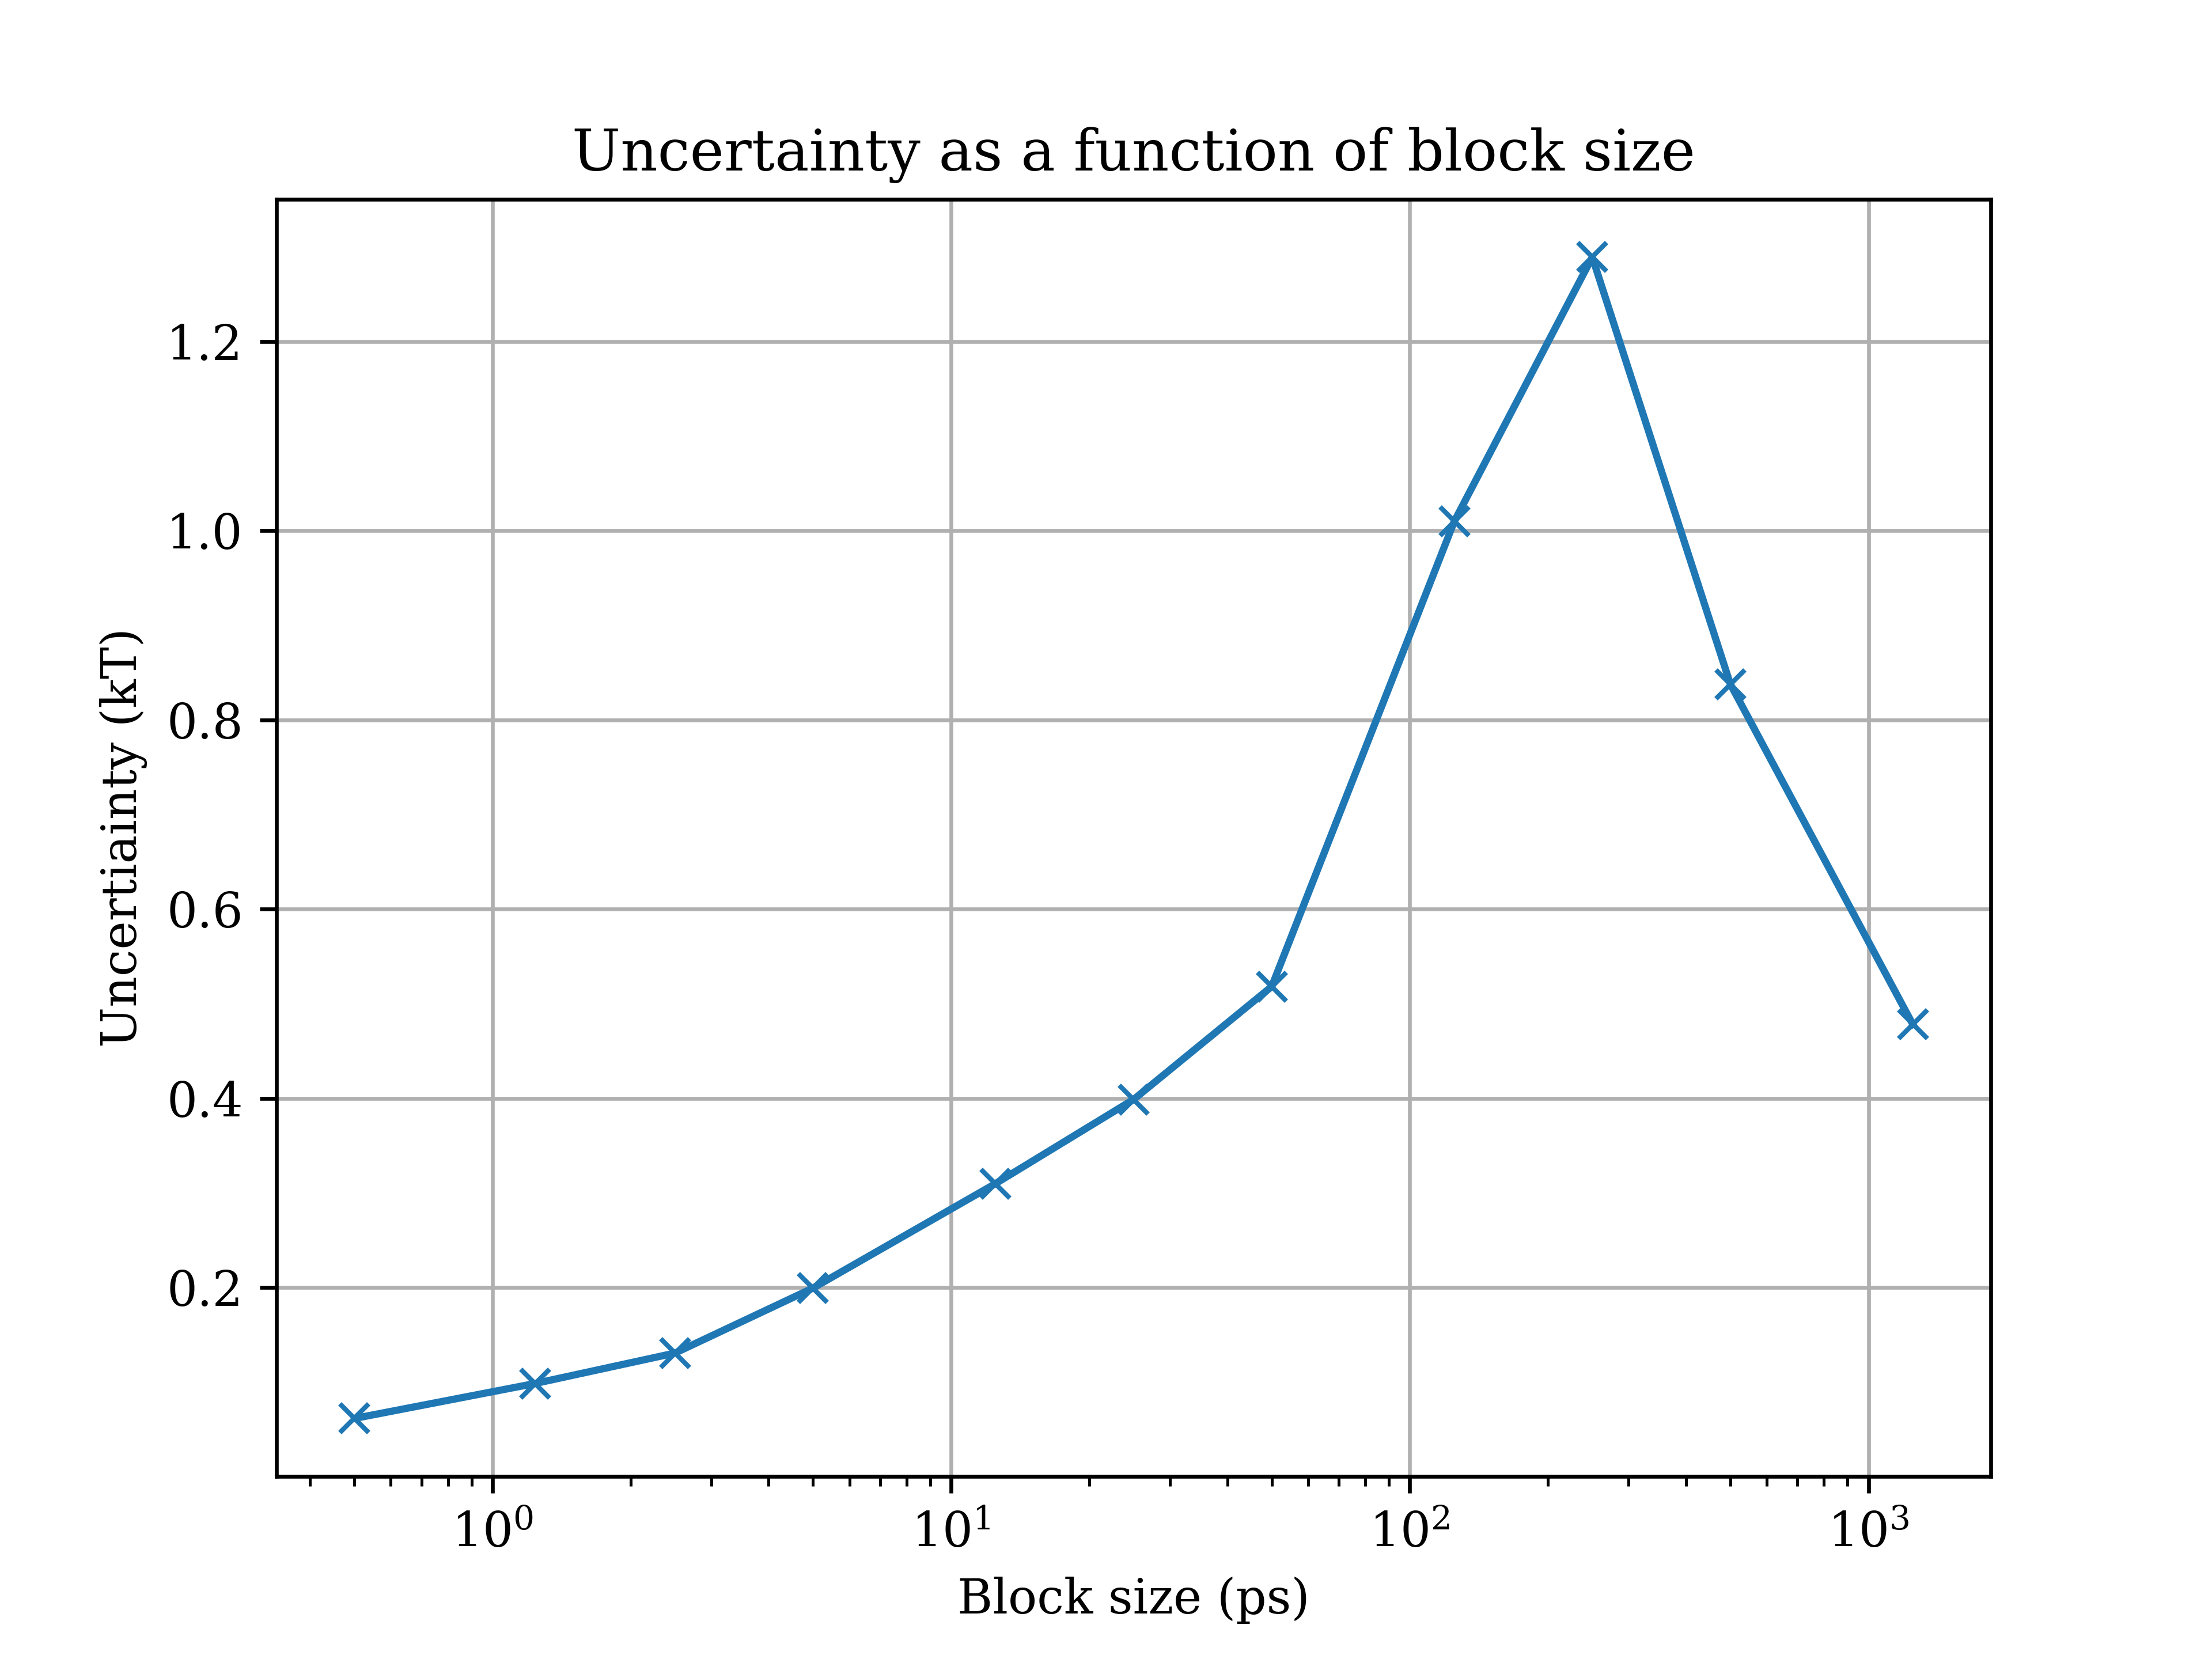 Uncertainty as a function of block size
1.2
1.0
0.8
0.6
0.4
0.2
Uncertiainty (kT)
10⁰ 10¹ 10² 10³
Block size (ps)